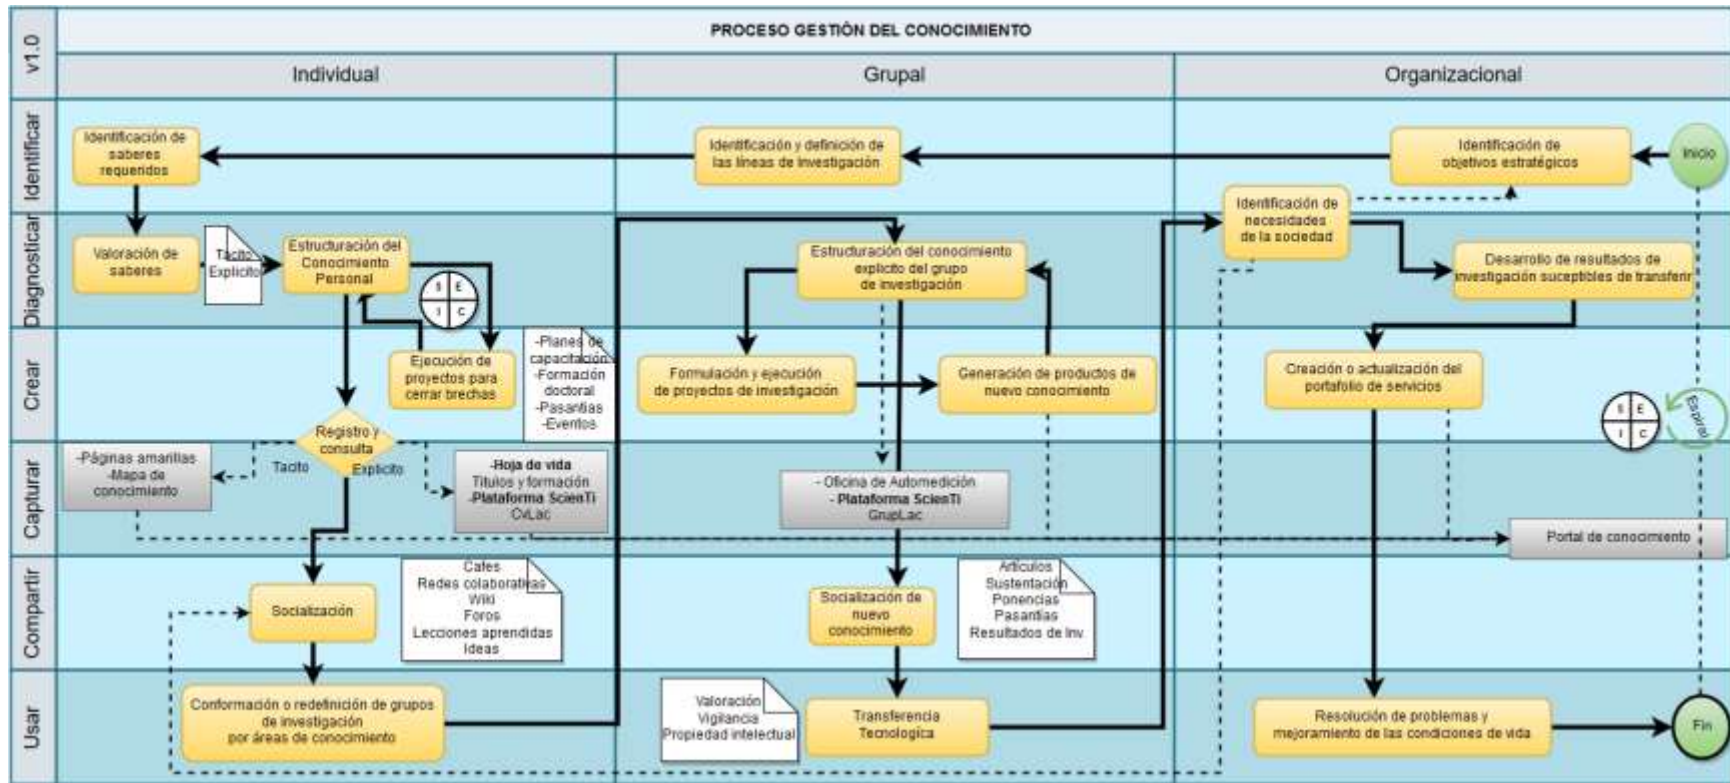 PROCESO GESTIÓN DEL CONOCIMIENTO
v1.0
Individual
Grupal
Organizacional
Identificar
Identificación de
saberes
requeridos
Identificación y definición de
las líneas de Investigación
Identificación de
objetivos estratégicos
Inicio
Diagnosticar
Valoración de
saberes
Tácito
Explícito
Estructuración del
Conocimiento
Personal
S E
I C
Estructuración del conocimiento
explicito del grupo
de investigación
Identificación de
necesidades
de la sociedad
Desarrollo de resultados de
investigación suceptibles de transferir
Crear
Ejecución de
proyectos para
cerrar brechas
-Planes de
capacitación
-Formación
doctoral
-Pasantías
-Eventos
Formulación y ejecución
de proyectos de investigación
Generación de productos de
nuevo conocimiento
Creación o actualización del
portafolio de servicios
S E
I C
Espiral
Registro y
consulta
Tacito
Explicito
Capturar
-Páginas amarillas
-Mapa de
conocimiento
-Hoja de vida
Titulos y formación
-Plataforma ScienTi
CvLac
- Oficina de Automedición
- Plataforma ScienTi
GrupLac
Portal de conocimiento
Compartir
Socialización
Cafes
Redes colaborativas
Wiki
Foros
Lecciones aprendidas
Ideas
Socialización de
nuevo
conocimiento
Artículos
Sustentación
Ponencias
Pasantías
Resultados de Inv.
Usar
Conformación o redefinición de grupos
de investigación
por áreas de conocimiento
Valoración
Vigilancia
Propiedad intelectual
Transferencia
Tecnologíca
Resolución de problemas y
mejoramiento de las condiciones de vida
Fin